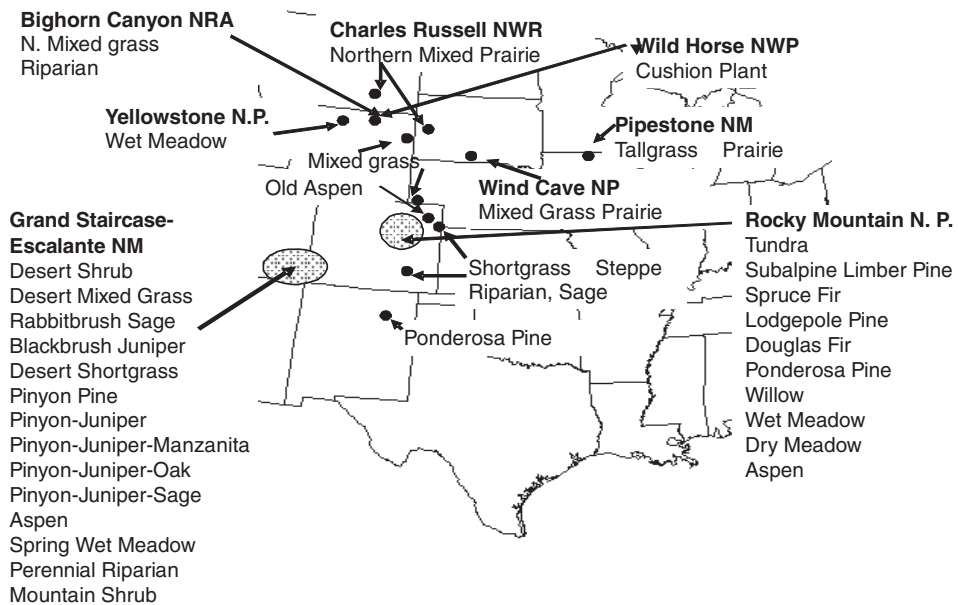 Bighorn Canyon NRA
N. Mixed grass
Riparian
Charles Russell NWR
Northern Mixed Prairie
Wild Horse NWP
Cushion Plant
Yellowstone N.P.
Wet Meadow
Pipestone NM
Tallgrass Prairie
Mixed grass
Old Aspen
Wind Cave NP
Mixed Grass Prairie
Grand Staircase-
Escalante NM
Desert Shrub
Desert Mixed Grass
Rabbitbrush Sage
Blackbrush Juniper
Desert Shortgrass
Pinyon Pine
Pinyon-Juniper
Pinyon-Juniper-Manzanita
Pinyon-Juniper-Oak
Pinyon-Juniper-Sage
Aspen
Spring Wet Meadow
Perennial Riparian
Mountain Shrub
Shortgrass Steppe
Riparian, Sage
Ponderosa Pine
Rocky Mountain N. P.
Tundra
Subalpine Limber Pine
Spruce Fir
Lodgepole Pine
Douglas Fir
Ponderosa Pine
Willow
Wet Meadow
Dry Meadow
Aspen